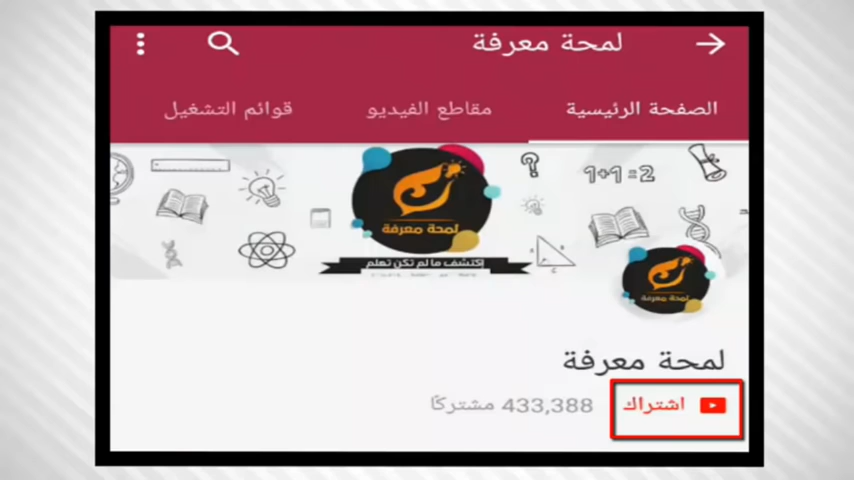 لمحة معرفة
الصفحة الرئيسية
مقاطع الفيديو
قوائم التشغيل
1+1=2
لمحة معرفة
إكتشف ما لم تكن تعلم
لمحة معرفة
لمحة معرفة
اشتراك
433,388 مشتركًا